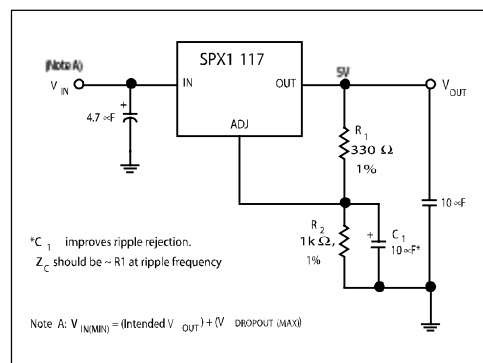 (Note A)
SPX1 117
5V
V IN
IN
OUT
V OUT
4.7 ∝F
ADJ
R 1
330 Ω
1%
10 ∝F
R 2
1k Ω,
1%
+
C 1
10 ∝F*
+
*C 1 improves ripple rejection.
Z C should be ~ R1 at ripple frequency
Note A: V IN(MIN) = (Intended V OUT) + (V DROPOUT (MAX))